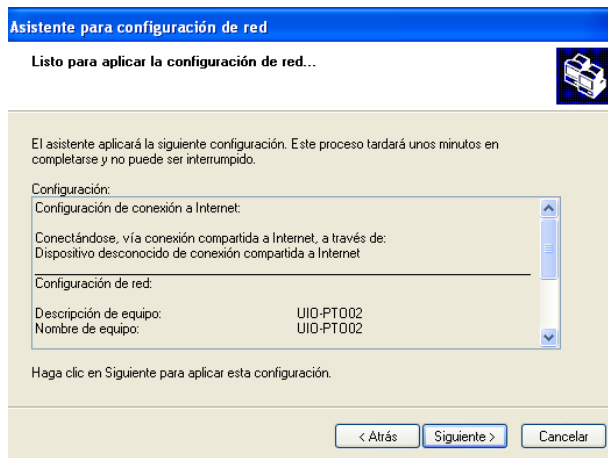 Asistente para configuración de red
Listo para aplicar la configuración de red...
El asistente aplicará la siguiente configuración. Este proceso tardará unos minutos en
completarse y no puede ser interrumpido.
Configuración:
Configuración de conexión a Internet:
Conectándose, vía conexión compartida a Internet, a través de:
Dispositivo desconocido de conexión compartida a Internet
Configuración de red:
Descripción de equipo: UIO-PTO02
Nombre de equipo: UIO-PTO02
Haga clic en Siguiente para aplicar esta configuración.
< Atrás Siguiente > Cancelar